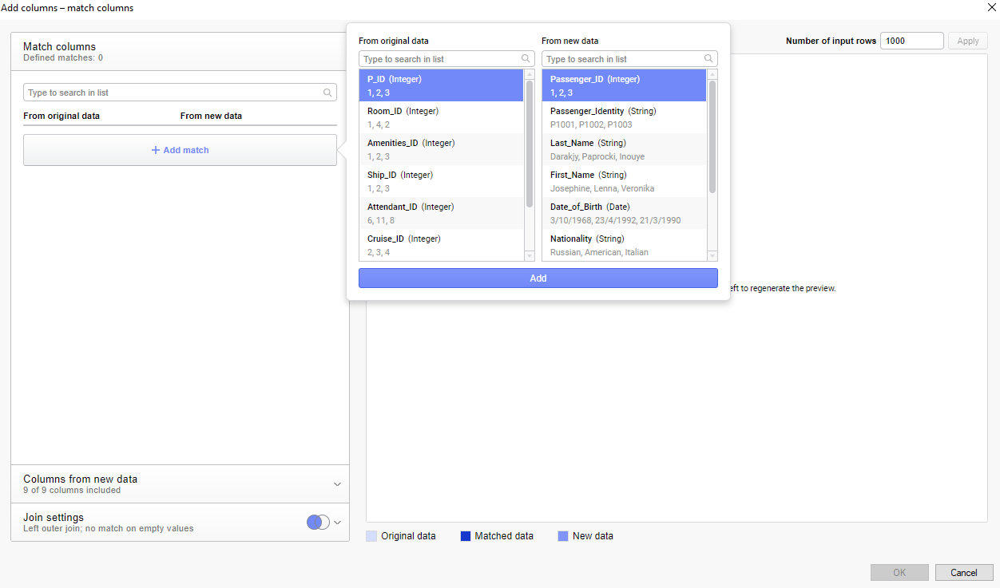 Add columns – match columns
Match columns
Defined matches: 0
Type to search in list
From original data From new data
Add match
Columns from new data
9 of 9 columns included
Join settings
Left outer join; no match on empty values
From original data
Type to search in list
P_ID (Integer)
1, 2, 3
Room_ID (Integer)
1, 4, 2
Amenities_ID (Integer)
1, 2, 3
Ship_ID (Integer)
1, 2, 3
Attendant_ID (Integer)
6, 11, 8
Cruise_ID (Integer)
2, 3, 4
From new data
Type to search in list
Passenger_ID (Integer)
1, 2, 3
Passenger_Identity (String)
P1001, P1002, P1003
Last_Name (String)
Darakjy, Paprocki, Inouye
First_Name (String)
Josephine, Lenna, Veronika
Date_of_Birth (Date)
3/10/1968, 23/4/1992, 21/3/1990
Nationality (String)
Russian, American, Italian
Add
Number of input rows 1000 Apply
eft to regenerate the preview.
Original data Matched data New data
OK Cancel